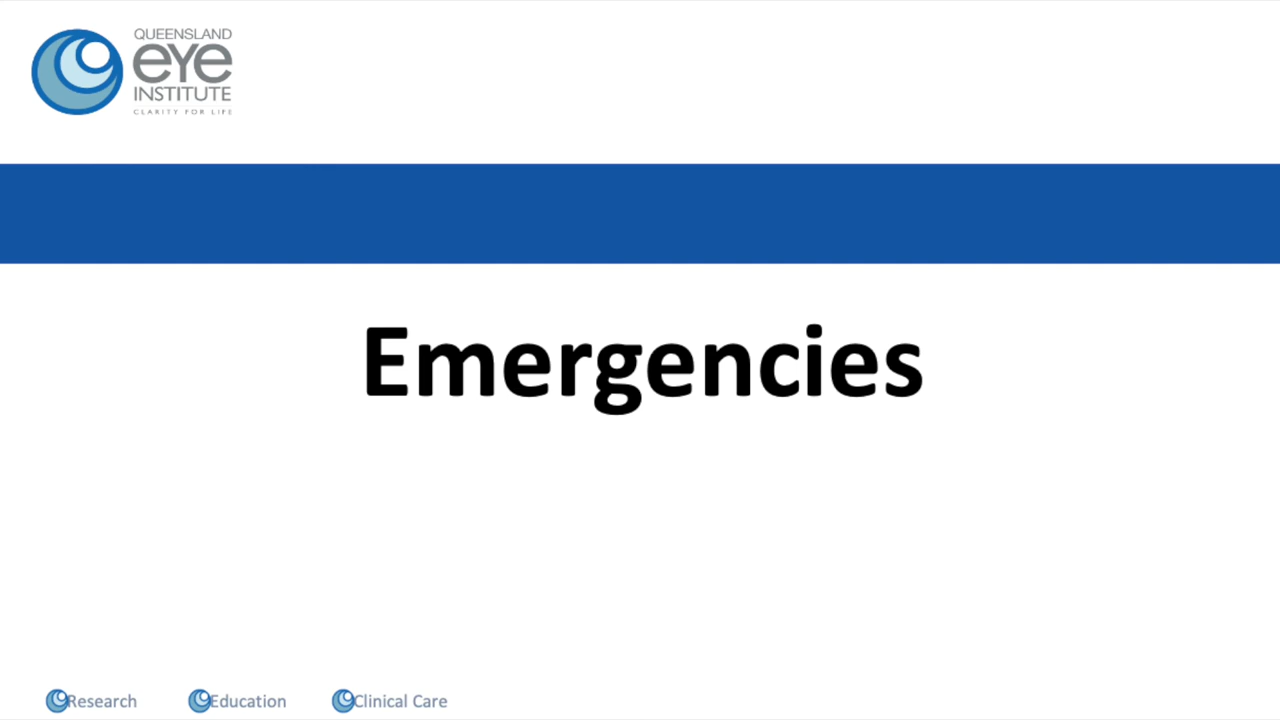 QUEENSLAND
eye
INSTITUTE
CLARITY FOR LIFE
Emergencies
Research Education Clinical Care